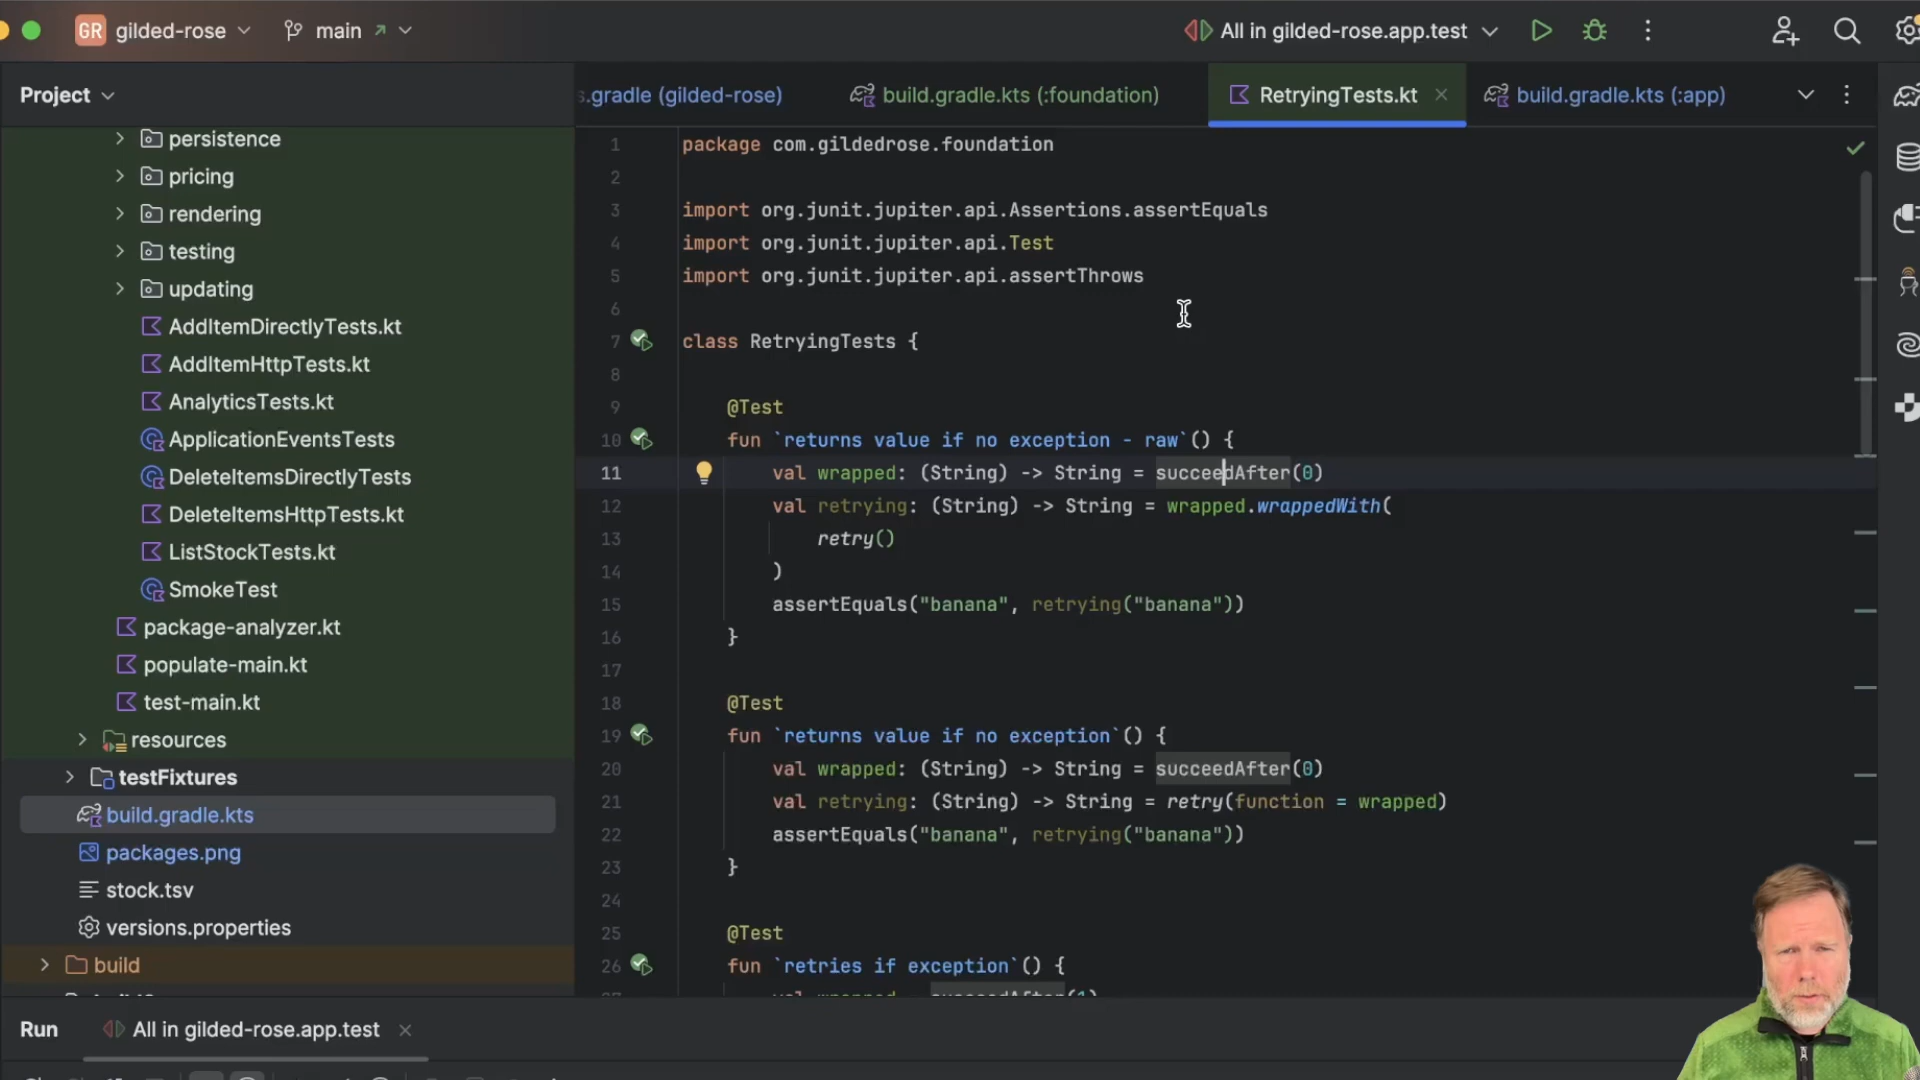 GR gilded-rose main All in gilded-rose.app.test
Project
s.gradle (gilded-rose) build.gradle.kts (:foundation) RetryingTests.kt build.gradle.kts (:app)
persistence
pricing
rendering
testing
updating
AddItemDirectlyTests.kt
AddItemHttpTests.kt
AnalyticsTests.kt
ApplicationEventsTests
DeleteItemsDirectlyTests
DeleteItemsHttpTests.kt
ListStockTests.kt
SmokeTest
package-analyzer.kt
populate-main.kt
test-main.kt
resources
testFixtures
build.gradle.kts
packages.png
stock.tsv
versions.properties
build
1 package com.gildedrose.foundation
2
3 import org.junit.jupiter.api.Assertions.assertEquals
4 import org.junit.jupiter.api.Test
5 import org.junit.jupiter.api.assertThrows
6
7 class RetryingTests {
8
9 @Test
10 fun `returns value if no exception - raw`() {
11 val wrapped: (String) -> String = succeedAfter(0)
12 val retrying: (String) -> String = wrapped.wrappedWith(
13 retry()
14 )
15 assertEquals("banana", retrying("banana"))
16 }
17
18 @Test
19 fun `returns value if no exception`() {
20 val wrapped: (String) -> String = succeedAfter(0)
21 val retrying: (String) -> String = retry(function = wrapped)
22 assertEquals("banana", retrying("banana"))
23 }
24
25 @Test
26 fun `retries if exception`() {
Run All in gilded-rose.app.test